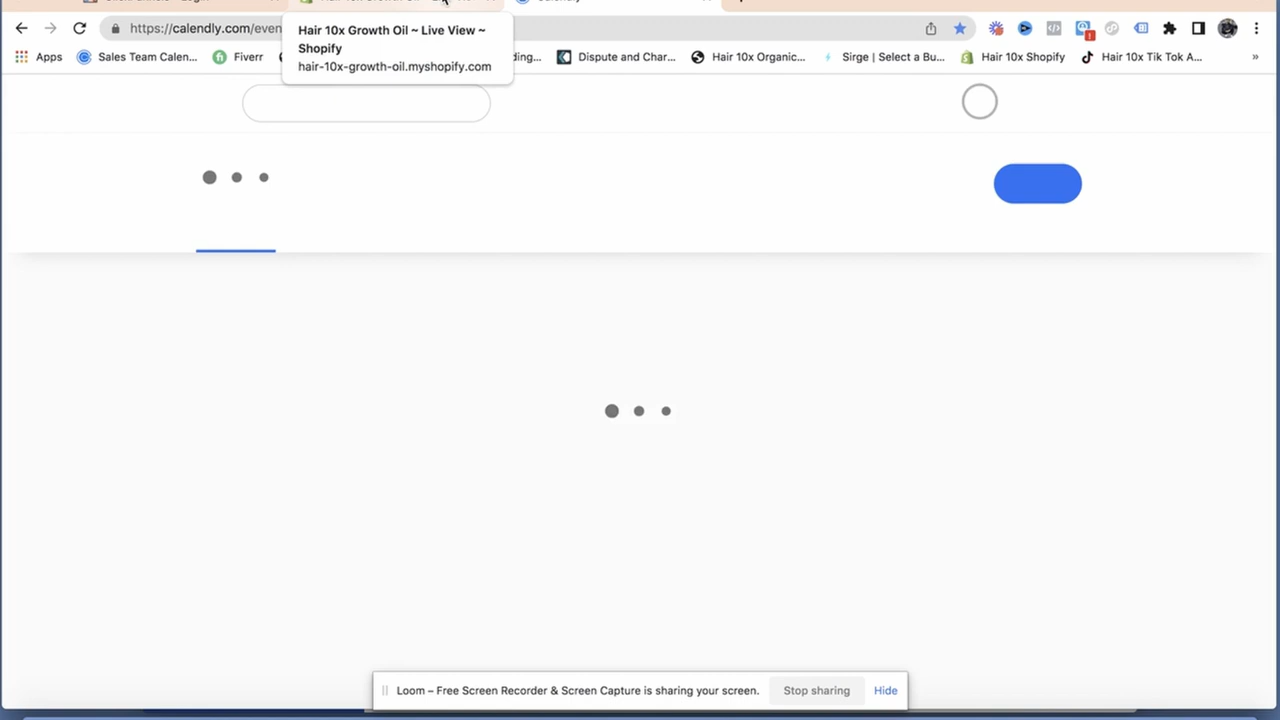 https://calendly.com/even
Hair 10x Growth Oil ~ Live View ~
Shopify
hair-10x-growth-oil.myshopify.com
Apps
Sales Team Calen...
Fiverr
ing...
Dispute and Char...
Hair 10x Organic...
Sirge | Select a Bu...
Hair 10x Shopify
Hair 10x Tik Tok A...
»
1
Loom – Free Screen Recorder & Screen Capture is sharing your screen.
Stop sharing
Hide